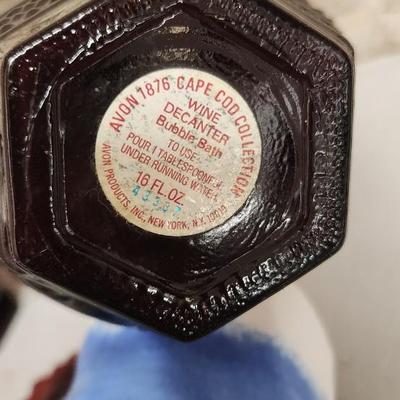 AVON 1876 CAPE COD COLLECTION
WINE
DECANTER
Bubble Bath
TO USE:
POUR 1 TABLESPOONFUL
UNDER RUNNING WATER
16 FL. OZ
AVON PRODUCTS, INC., NEW YORK, N.Y. 10019